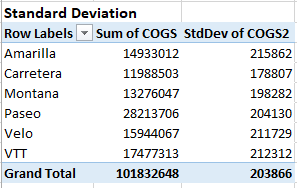 Standard Deviation
Row Labels Sum of COGS StdDev of COGS2
Amarilla 14933012 215862
Carretera 11988503 178807
Montana 13276047 198282
Paseo 28213706 204130
Velo 15944067 211729
VTT 17477313 212312
Grand Total 101832648 203866